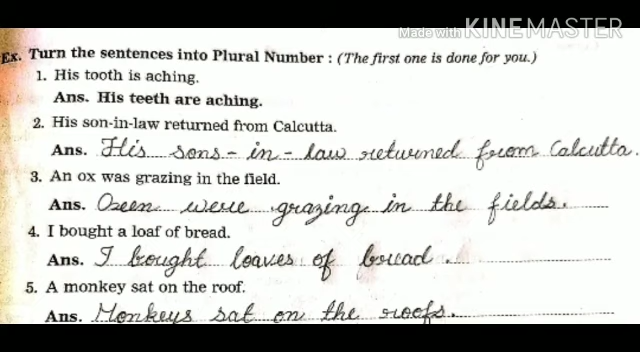 Made with KINEMASTER
Ex. Turn the sentences into Plural Number : (The first one is done for you.)
1. His tooth is aching.
Ans. His teeth are aching.
2. His son-in-law returned from Calcutta.
Ans. His sons-in-law returned from Calcutta.
3. An ox was grazing in the field.
Ans. Oxen were grazing in the fields.
4. I bought a loaf of bread.
Ans. I bought loaves of bread.
5. A monkey sat on the roof.
Ans. Monkeys sat on the roofs.